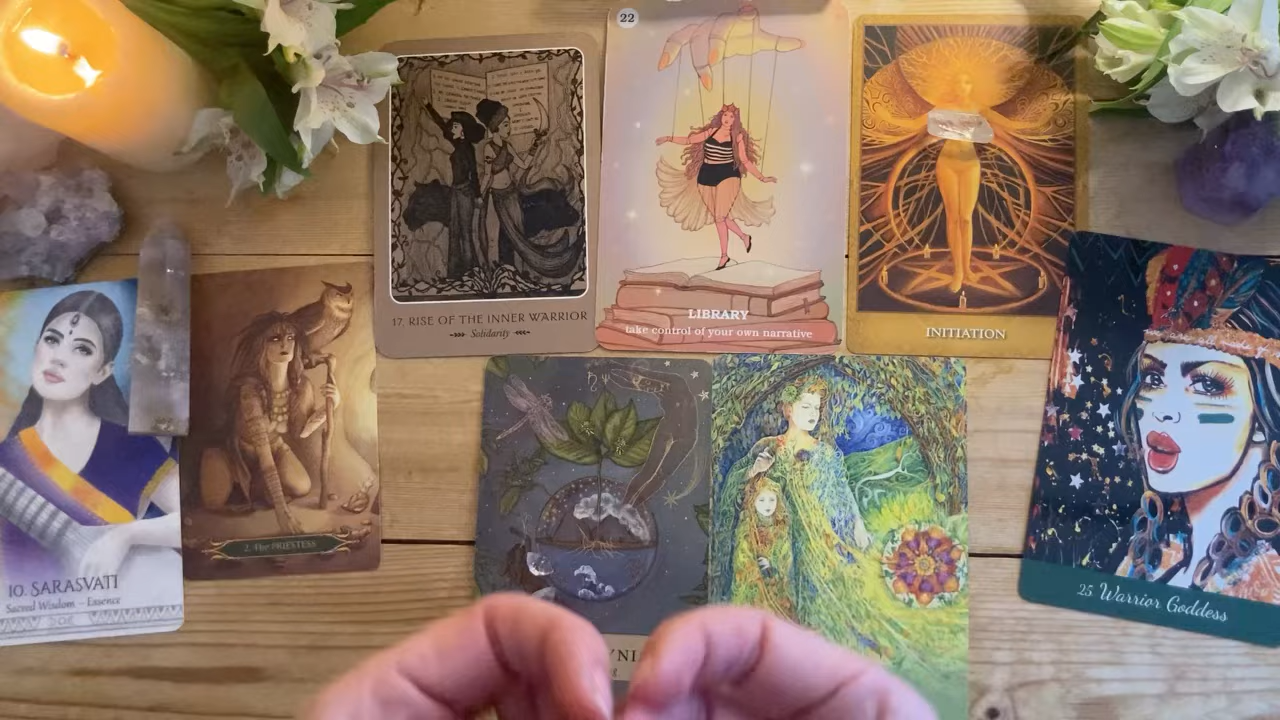 22
17. RISE OF THE INNER WARRIOR
Solidarity
LIBRARY
take control of your own narrative
INITIATION
10. SARASVATI
Sacred Wisdom – Essence
2. The PRIESTESS
25 Warrior Goddess